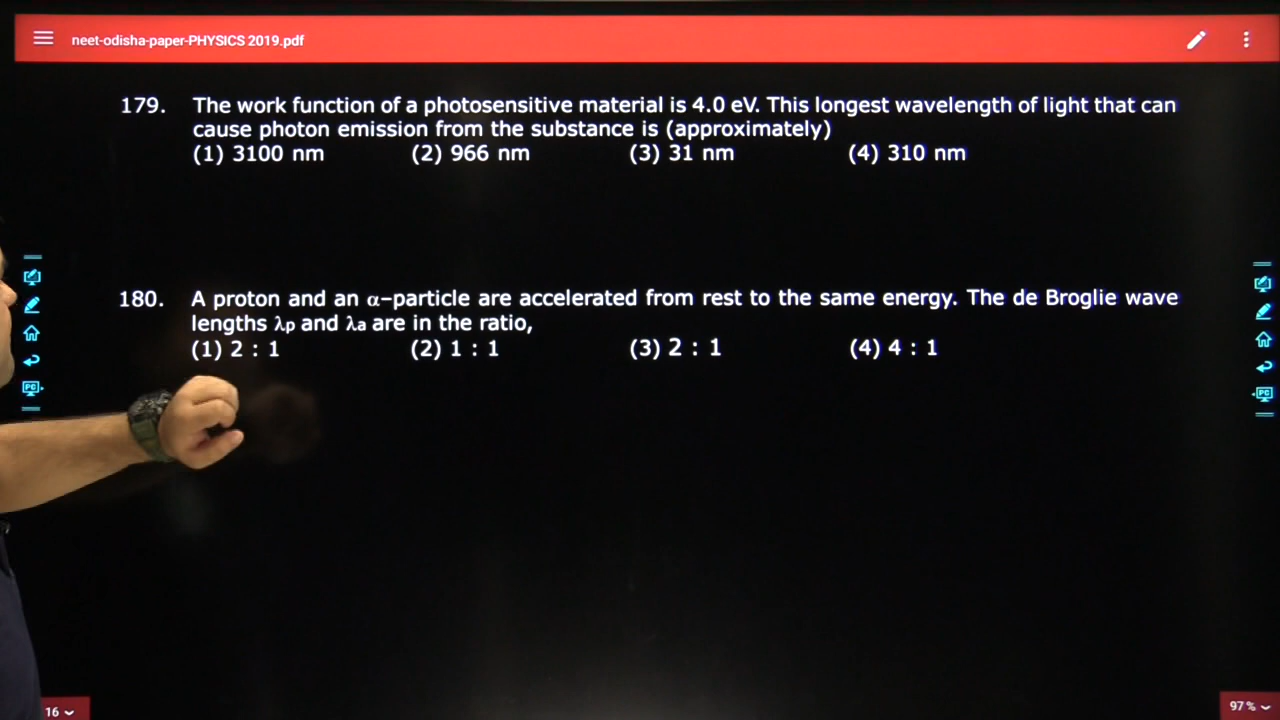 neet-odisha-paper-PHYSICS 2019.pdf
179. The work function of a photosensitive material is 4.0 eV. This longest wavelength of light that can
cause photon emission from the substance is (approximately)
(1) 3100 nm (2) 966 nm (3) 31 nm (4) 310 nm
180. A proton and an α–particle are accelerated from rest to the same energy. The de Broglie wave
lengths λp and λa are in the ratio,
(1) 2 : 1 (2) 1 : 1 (3) 2 : 1 (4) 4 : 1
PC
PC
16
97 %